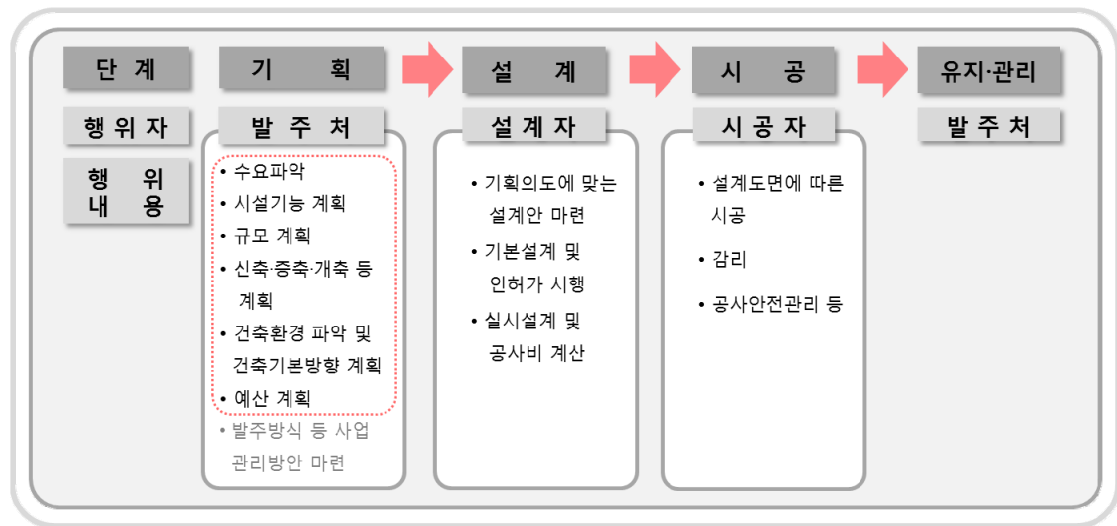 단 계
기 획
설 계
시 공
유지·관리
행 위 자
발 주 처
설 계 자
시 공 자
발 주 처
행 위
내 용
• 수요파악
• 시설기능 계획
• 규모 계획
• 신축·증축·개축 등
계획
• 건축환경 파악 및
건축기본방향 계획
• 예산 계획
• 발주방식 등 사업
관리방안 마련
• 기획의도에 맞는
설계안 마련
• 기본설계 및
인허가 시행
• 실시설계 및
공사비 계산
• 설계도면에 따른
시공
• 감리
• 공사안전관리 등